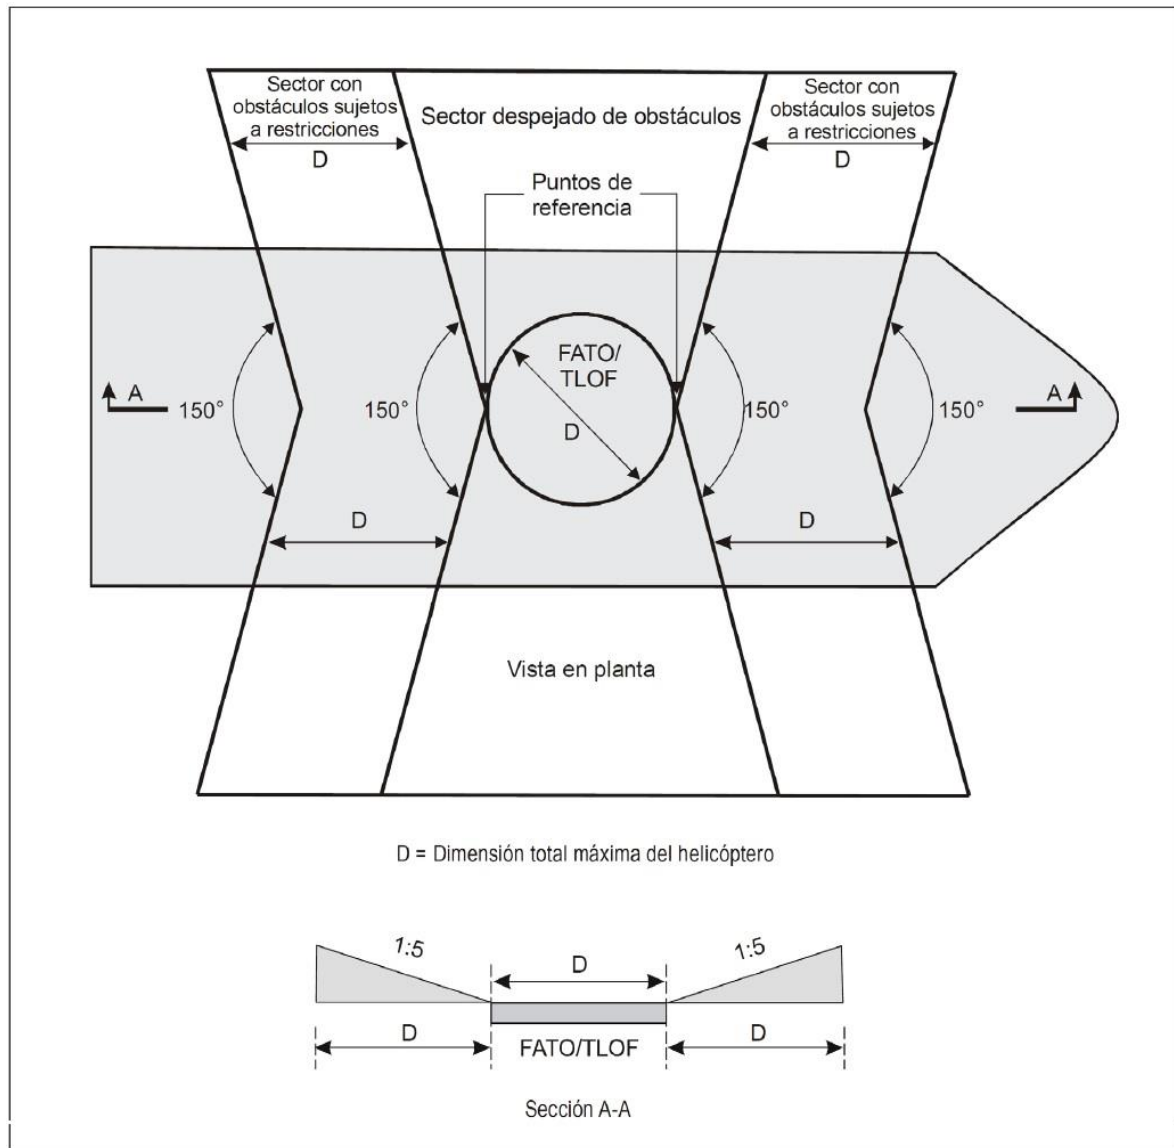 Sector con
obstáculos sujetos
a restricciones
D
Sector despejado de obstáculos
Sector con
obstáculos sujetos
a restricciones
D
Puntos de
referencia
FATO/
TLOF
D
A
150°
150°
150°
150°
A
D
D
Vista en planta
D = Dimensión total máxima del helicóptero
1:5
D
1:5
D
FATO/TLOF
D
Sección A-A